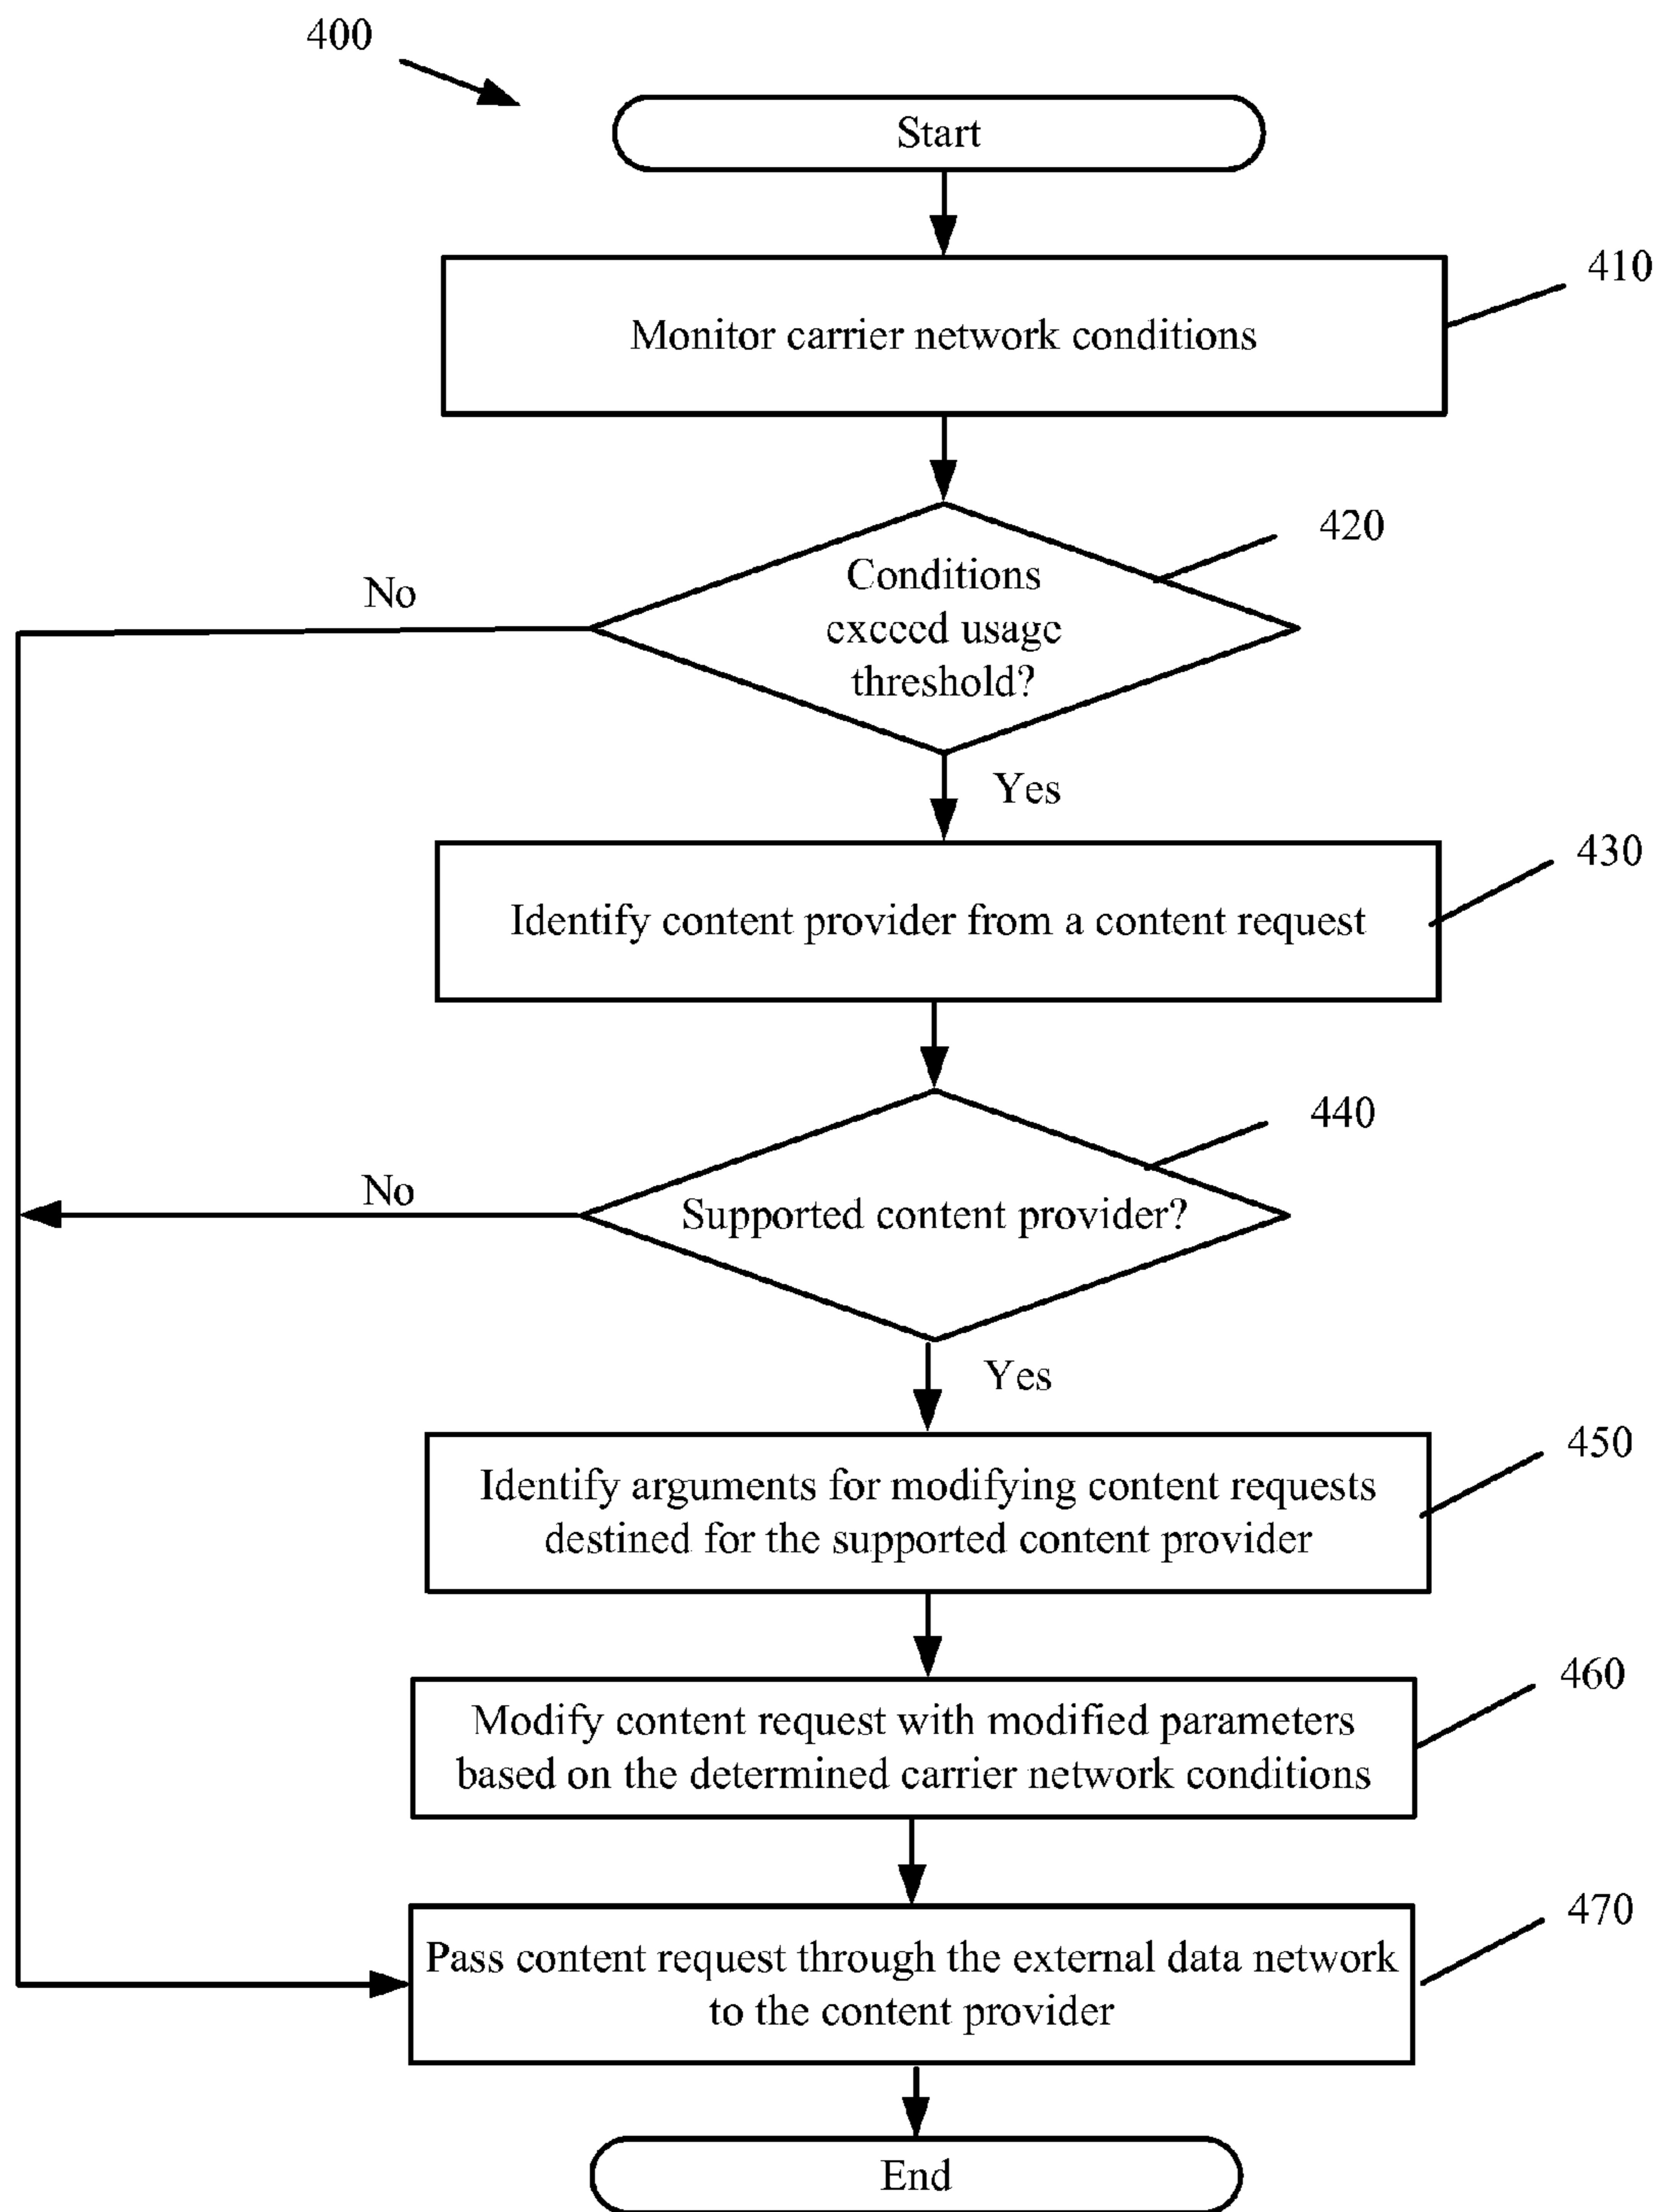 400
Start
410
Monitor carrier network conditions
420
Conditions
exceed usage
threshold?
No
Yes
430
Identify content provider from a content request
440
No
Supported content provider?
Yes
450
Identify arguments for modifying content requests
destined for the supported content provider
460
Modify content request with modified parameters
based on the determined carrier network conditions
470
Pass content request through the external data network
to the content provider
End